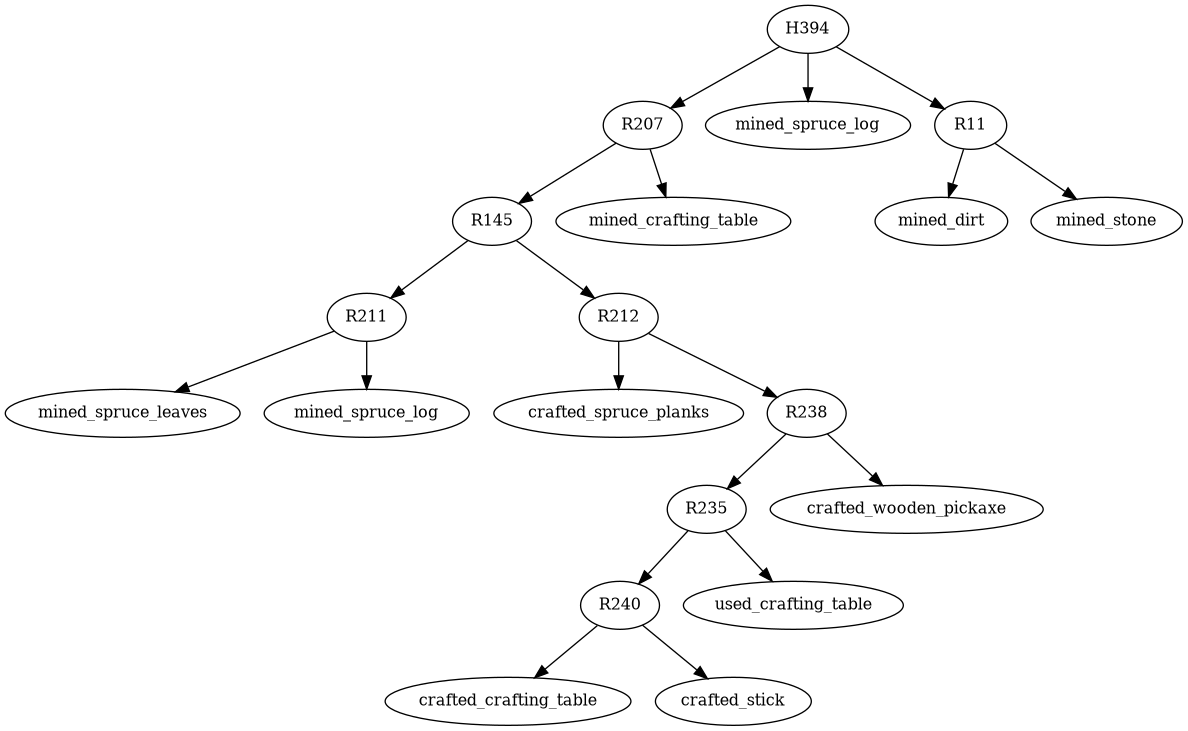 H394
R207
mined_spruce_log
R11
R145
mined_crafting_table
mined_dirt
mined_stone
R211
R212
mined_spruce_leaves
mined_spruce_log
crafted_spruce_planks
R238
R235
crafted_wooden_pickaxe
R240
used_crafting_table
crafted_crafting_table
crafted_stick